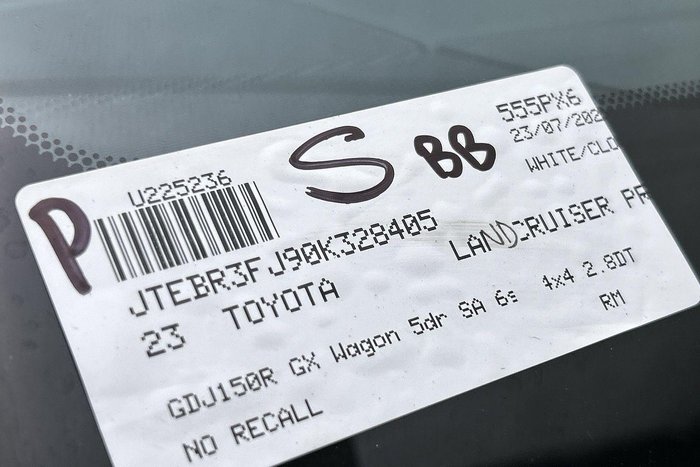 P
U225236
S
BB
555PX6
23/07/202
WHITE/CLO
JTEBR3FJ90K328405
LANDCRUISER PR
23 TOYOTA
GDJ150R GX Wagon 5dr SA 6s 4x4 2.8DT
RM
NO RECALL